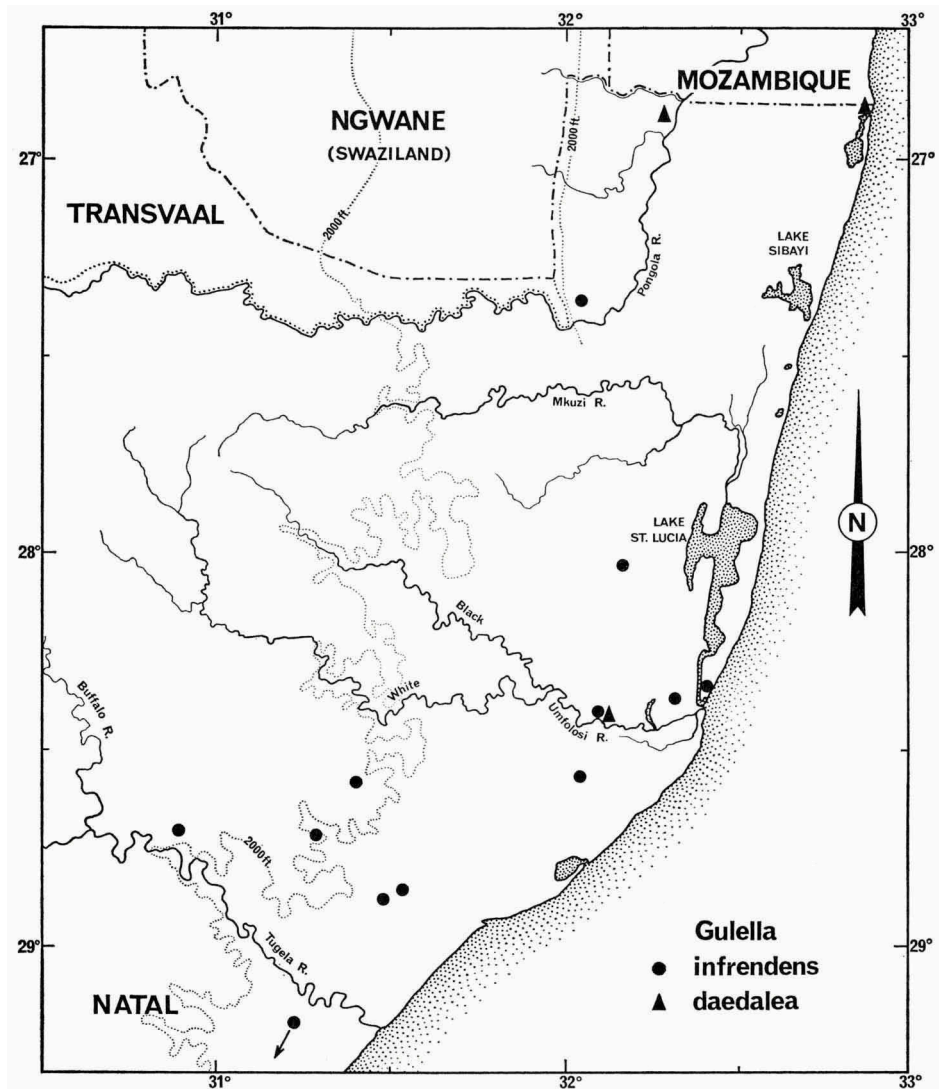 31° 32° 33°
MOZAMBIQUE
NGWANE
(SWAZILAND)
2000 ft.
2000 ft.
27° 27°
TRANSVAAL
LAKE
SIBAYI
Pongola R.
Mkuzi R.
LAKE
ST. LUCIA
N
28° 28°
Black
White
Umfolosi R.
Buffalo R.
2000 ft.
Tugela R.
29° 29°
Gulella
infrendens
daedalea
NATAL
31° 32° 33°